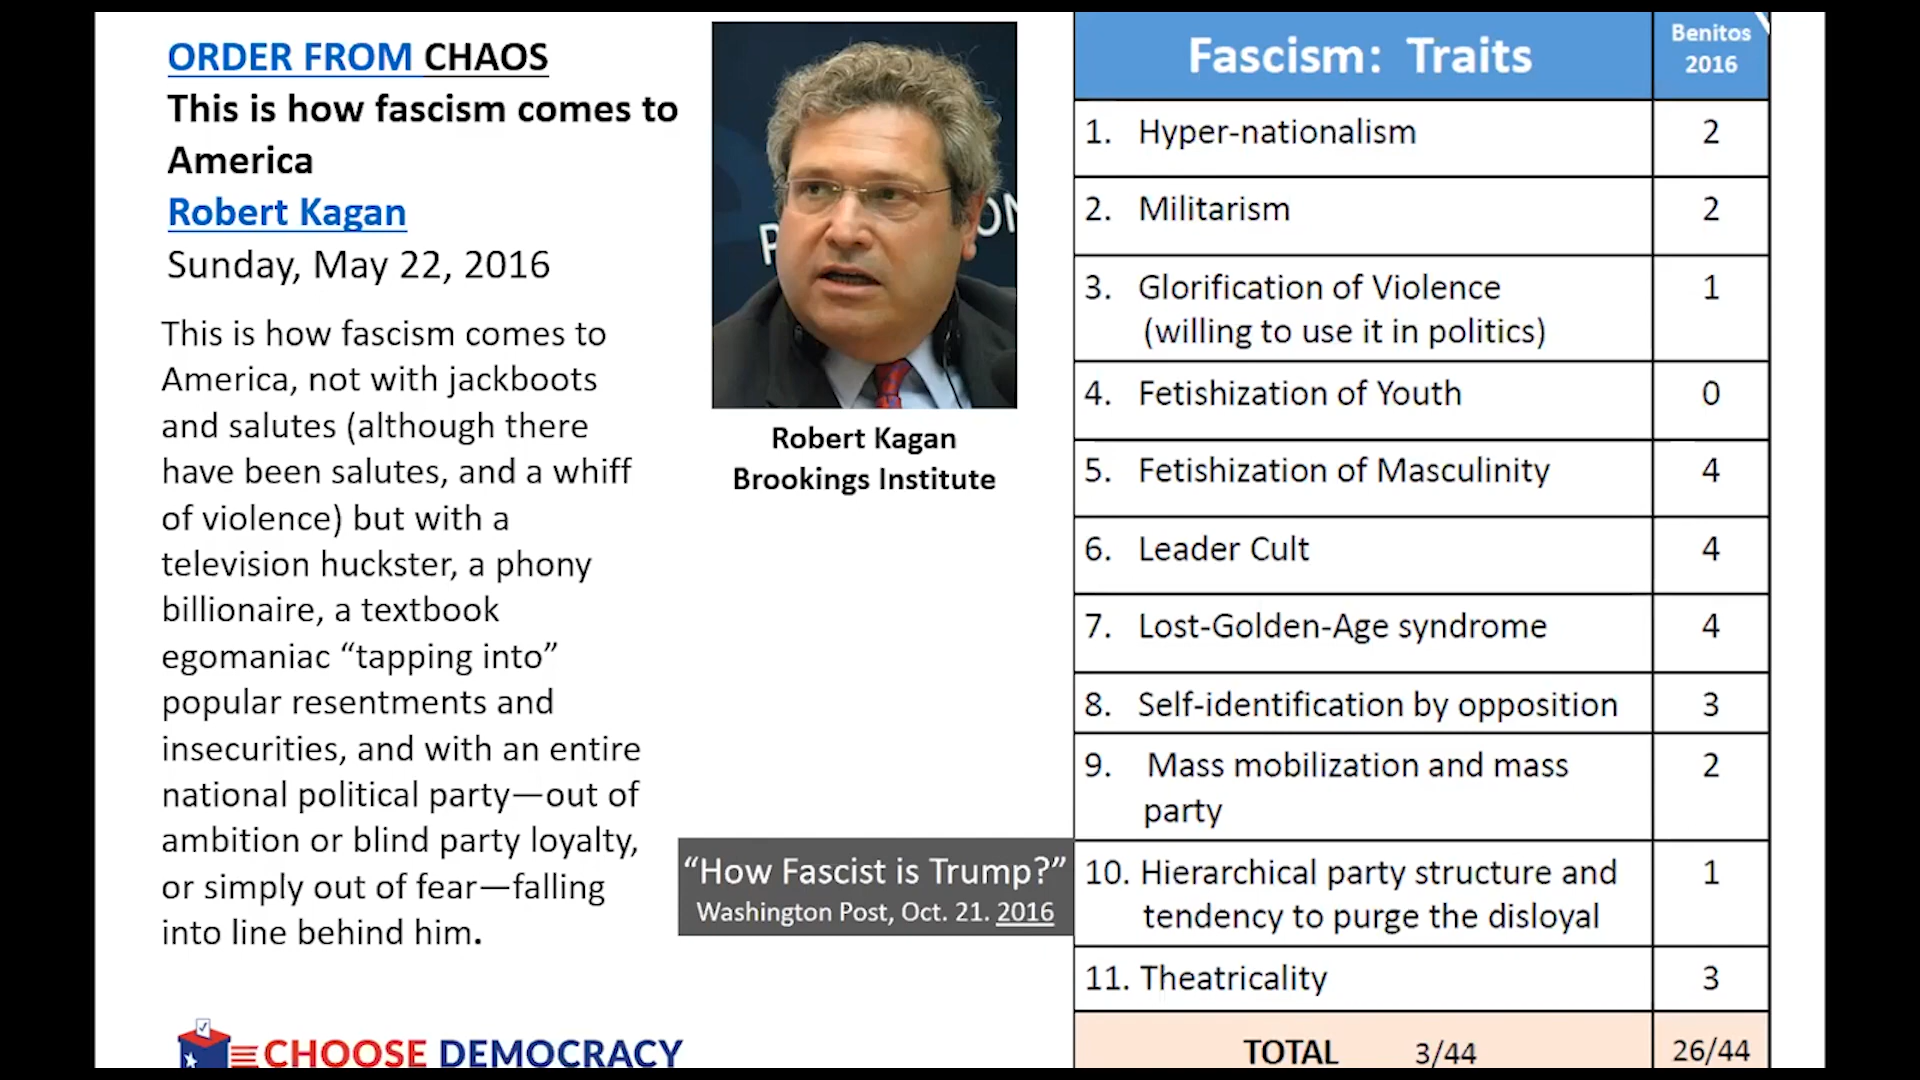 ORDER FROM CHAOS
This is how fascism comes to
America
Robert Kagan
Sunday, May 22, 2016
This is how fascism comes to
America, not with jackboots
and salutes (although there
have been salutes, and a whiff
of violence) but with a
television huckster, a phony
billionaire, a textbook
egomaniac “tapping into”
popular resentments and
insecurities, and with an entire
national political party—out of
ambition or blind party loyalty,
or simply out of fear—falling
into line behind him.
CHOOSE DEMOCRACY
Robert Kagan
Brookings Institute
“How Fascist is Trump?”
Washington Post, Oct. 21. 2016
Fascism: Traits
Benitos
2016
1. Hyper-nationalism 2
2. Militarism 2
3. Glorification of Violence 1
(willing to use it in politics)
4. Fetishization of Youth 0
5. Fetishization of Masculinity 4
6. Leader Cult 4
7. Lost-Golden-Age syndrome 4
8. Self-identification by opposition 3
9. Mass mobilization and mass 2
party
10. Hierarchical party structure and 1
tendency to purge the disloyal
11. Theatricality 3
TOTAL 3/44 26/44